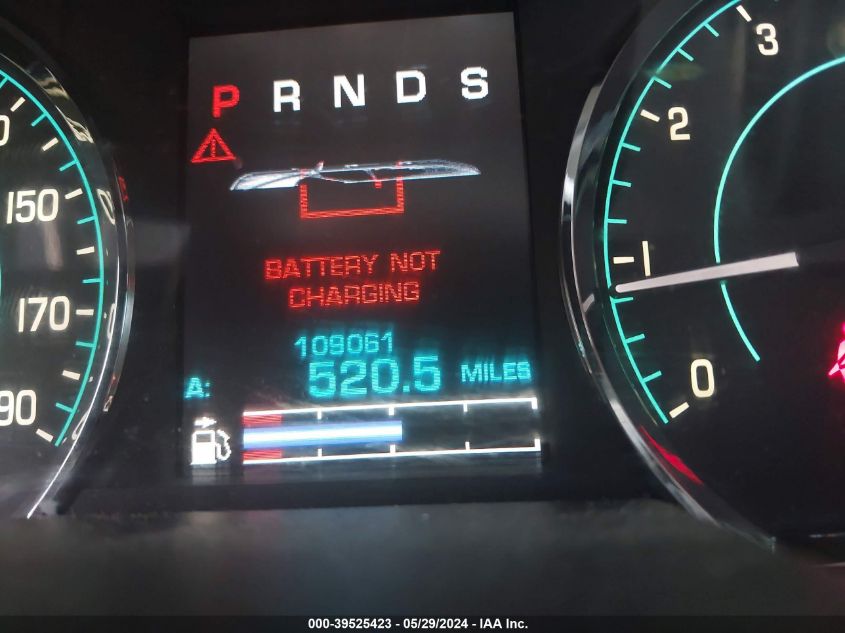 P R N D S
BATTERY NOT
CHARGING
109061
A: 520.5 MILES
150
170
90
3
2
1
0
000-39525423 - 05/29/2024 - IAA Inc.